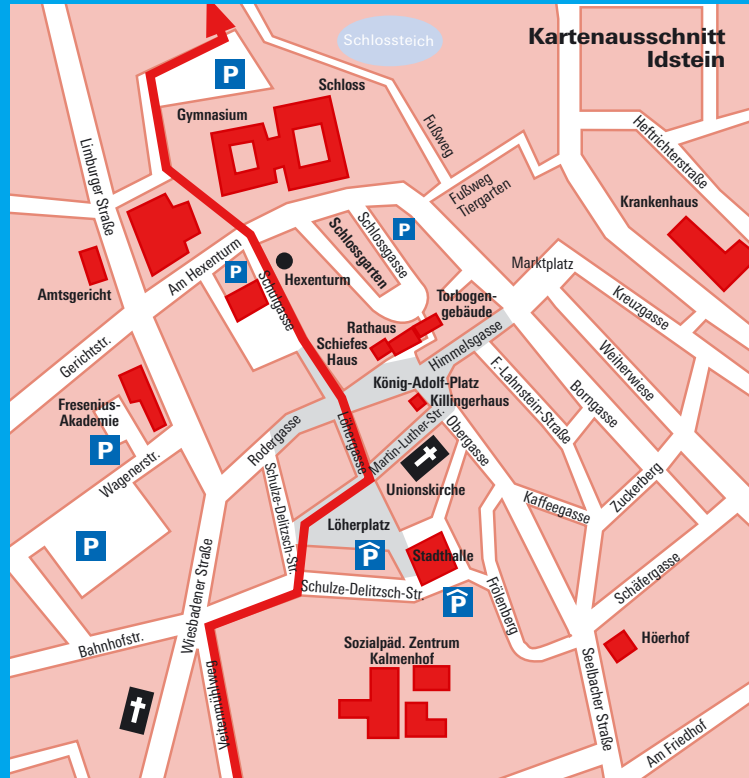 Kartenausschnitt
Idstein
Schlossteich
P
Schloss
Gymnasium
Fußweg
Heftrichterstraße
Limburger Straße
Fußweg
Tiergarten
Krankenhaus
Schlossgasse
Schlossgarten
P
Am Hexenturm
P
Marktplatz
Hexenturm
Amtsgericht
Schulgasse
Torbogen-
gebäude
Kreuzgasse
Rathaus
Schiefes
Haus
Himmelsgasse
Gerichtstr.
Weiherwiese
König-Adolf-Platz
F.-Lahnstein-Straße
Borngasse
Killingerhaus
Fresenius-
Akademie
P
Rodergasse
Löhergasse
Martin-Luther-Str.
Obergasse
Wagenerstr.
Unionskirche
Zuckerberg
Kaffeegasse
Schulze-Delitzsch-Str.
Löherplatz
P
P
Stadthalle
Schulze-Delitzsch-Str.
P
Schäfergasse
Frölenberg
Wiesbadener Straße
Bahnhofstr.
Sozialpäd. Zentrum
Kalmenhof
Höerhof
Veitenmühlweg
Seelbacher Straße
Am Friedhof